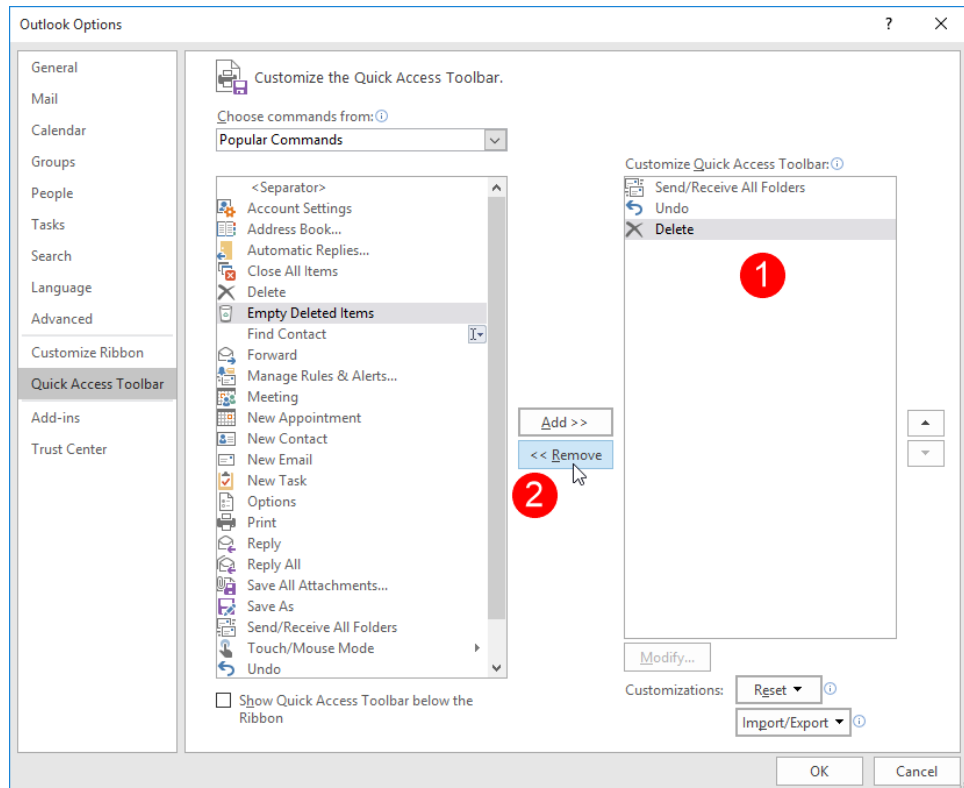 Outlook Options
?
General
Mail
Calendar
Groups
People
Tasks
Search
Language
Advanced
Customize Ribbon
Quick Access Toolbar
Add-ins
Trust Center
Customize the Quick Access Toolbar.
Choose commands from:
Popular Commands
<Separator>
Account Settings
Address Book...
Automatic Replies...
Close All Items
Delete
Empty Deleted Items
Find Contact
Forward
Manage Rules & Alerts...
Meeting
New Appointment
New Contact
New Email
New Task
Options
Print
Reply
Reply All
Save All Attachments...
Save As
Send/Receive All Folders
Touch/Mouse Mode
Undo
Show Quick Access Toolbar below the
Ribbon
Add >>
<< Remove
2
Customize Quick Access Toolbar:
Send/Receive All Folders
Undo
Delete
1
Modify...
Customizations:
Reset
Import/Export
OK
Cancel